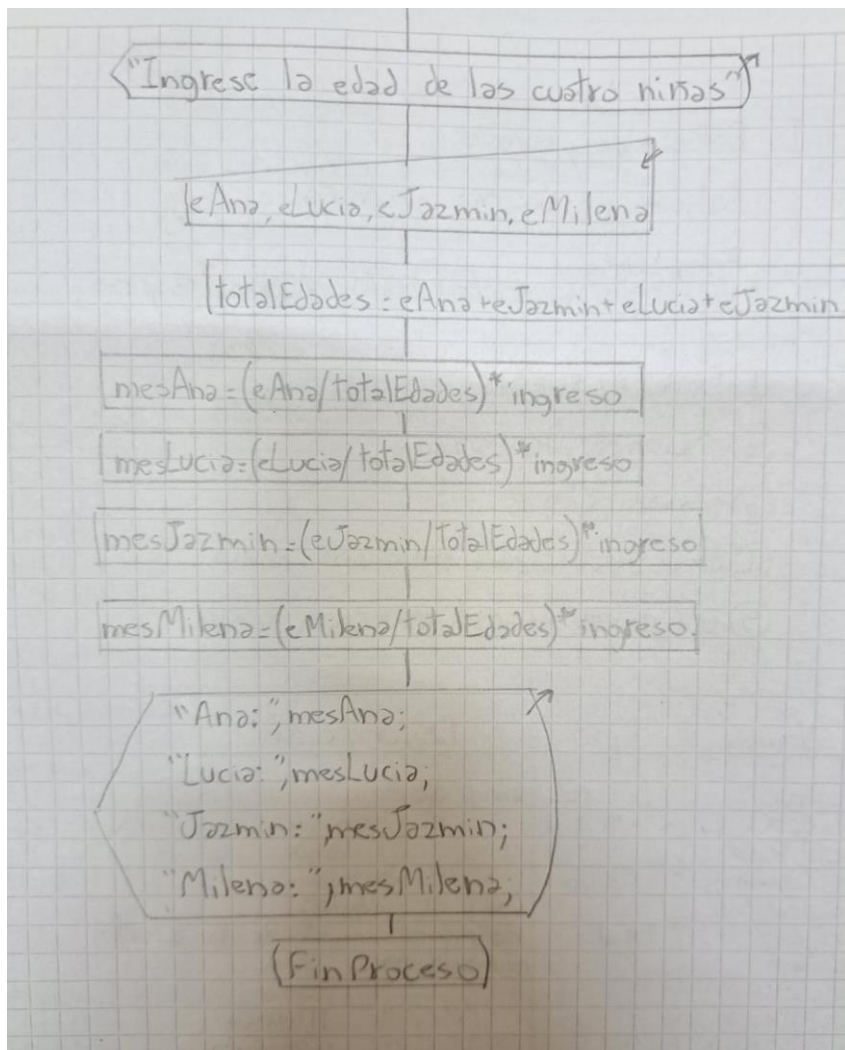 "Ingrese la edad de las cuatro niñas"
eAna, eLucia, eJazmin, eMilena
totalEdades = eAna + eJazmin + eLucia + eJazmin
mesAna = (eAna/totalEdades) * ingreso
mesLucia = (eLucia/totalEdades) * ingreso
mesJazmin = (eJazmin/TotalEdades) * ingreso
mesMilena = (eMilena/totalEdades) * ingreso.
"Ana: ", mesAna;
"Lucia: ", mesLucia;
"Jazmin: ", mesJazmin;
"Milena: ", mesMilena;
FinProceso